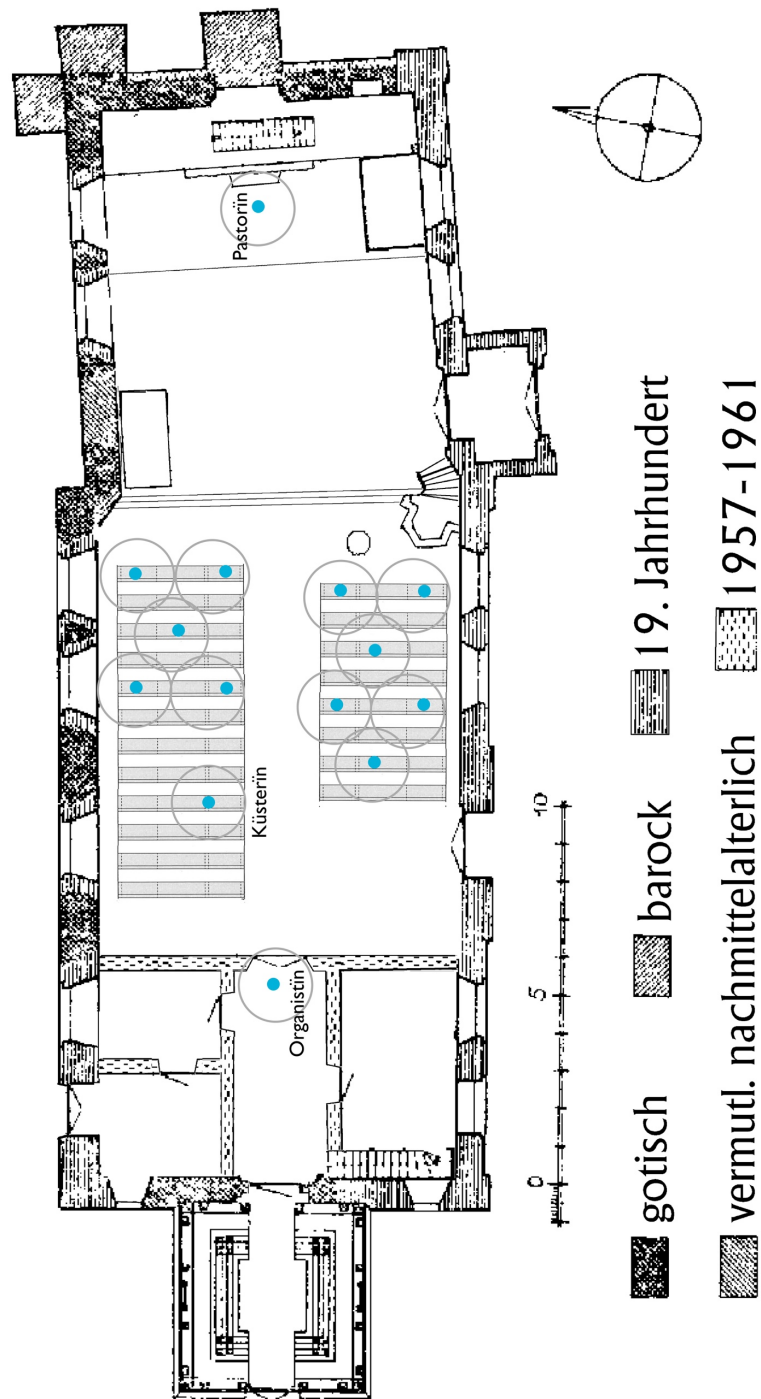 Pastorin
Küsterin
Organistin
0 5 10
gotisch
barock
19. Jahrhundert
vermutl. nachmittelalterlich
1957-1961